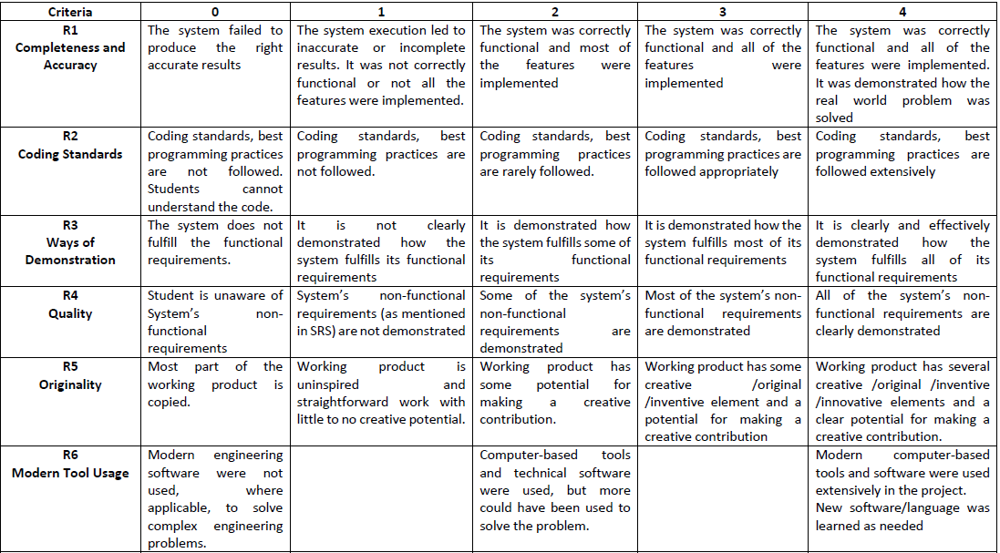 Criteria
0
1
2
3
4
R1
Completeness and
Accuracy
The system failed to
produce the right
accurate results
The system execution led to
inaccurate or incomplete
results. It was not correctly
functional or not all the
features were implemented.
The system was correctly
functional and most of
the features were
implemented
The system was correctly
functional and all of the
features were
implemented
The system was correctly
functional and all of the
features were implemented.
It was demonstrated how the
real world problem was
solved
R2
Coding Standards
Coding standards, best
programming practices
are not followed.
Students cannot
understand the code.
Coding standards, best
programming practices are
not followed.
Coding standards, best
programming practices
are rarely followed.
Coding standards, best
programming practices are
followed appropriately
Coding standards, best
programming practices are
followed extensively
R3
Ways of
Demonstration
The system does not
fulfill the functional
requirements.
It is not clearly
demonstrated how the
system fulfills its functional
requirements
It is demonstrated how
the system fulfills some of
its functional
requirements
It is demonstrated how the
system fulfills most of its
functional requirements
It is clearly and effectively
demonstrated how the
system fulfills all of its
functional requirements
R4
Quality
Student is unaware of
System's non-
functional
requirements
System's non-functional
requirements (as mentioned
in SRS) are not demonstrated
Some of the system's
non-functional
requirements are
demonstrated
Most of the system's non-
functional requirements
are demonstrated
All of the system's non-
functional requirements are
clearly demonstrated
R5
Originality
Most part of the
working product is
copied.
Working product is
uninspired and
straightforward work with
little to no creative potential.
Working product has
some potential for
making a creative
contribution.
Working product has some
creative /original
/inventive element and a
potential for making a
creative contribution
Working product has several
creative /original /inventive
/innovative elements and a
clear potential for making a
creative contribution.
R6
Modern Tool Usage
Modern engineering
software were not
used, where
applicable, to solve
complex engineering
problems.
Computer-based tools
and technical software
were used, but more
could have been used to
solve the problem.
Modern computer-based
tools and software were used
extensively in the project.
New software/language was
learned as needed